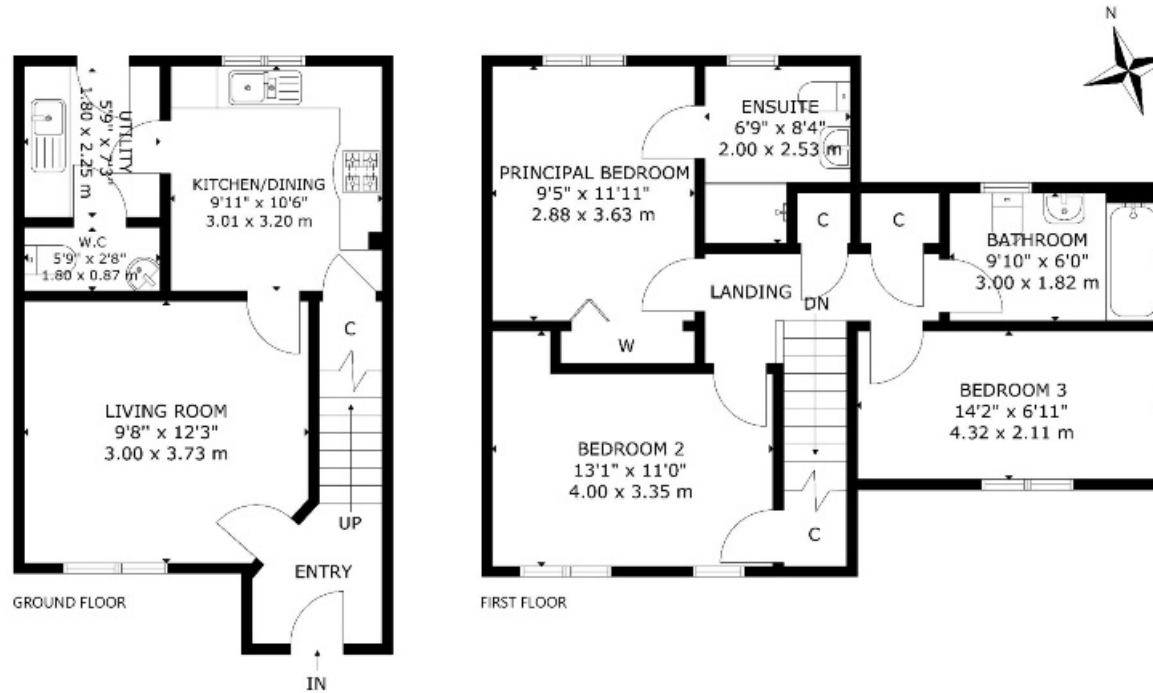 UTILITY
5'9" x 7'3"
1.80 x 2.25 m
KITCHEN/DINING
9'11" x 10'6"
3.01 x 3.20 m
W.C
5'9" x 2'8"
1.80 x 0.87 m
LIVING ROOM
9'8" x 12'3"
3.00 x 3.73 m
C
UP
ENTRY
GROUND FLOOR
IN
N
PRINCIPAL BEDROOM
9'5" x 11'11"
2.88 x 3.63 m
ENSUITE
6'9" x 8'4"
2.00 x 2.53 m
C
C
BATHROOM
9'10" x 6'0"
3.00 x 1.82 m
LANDING
DN
W
BEDROOM 2
13'1" x 11'0"
4.00 x 3.35 m
BEDROOM 3
14'2" x 6'11"
4.32 x 2.11 m
C
FIRST FLOOR